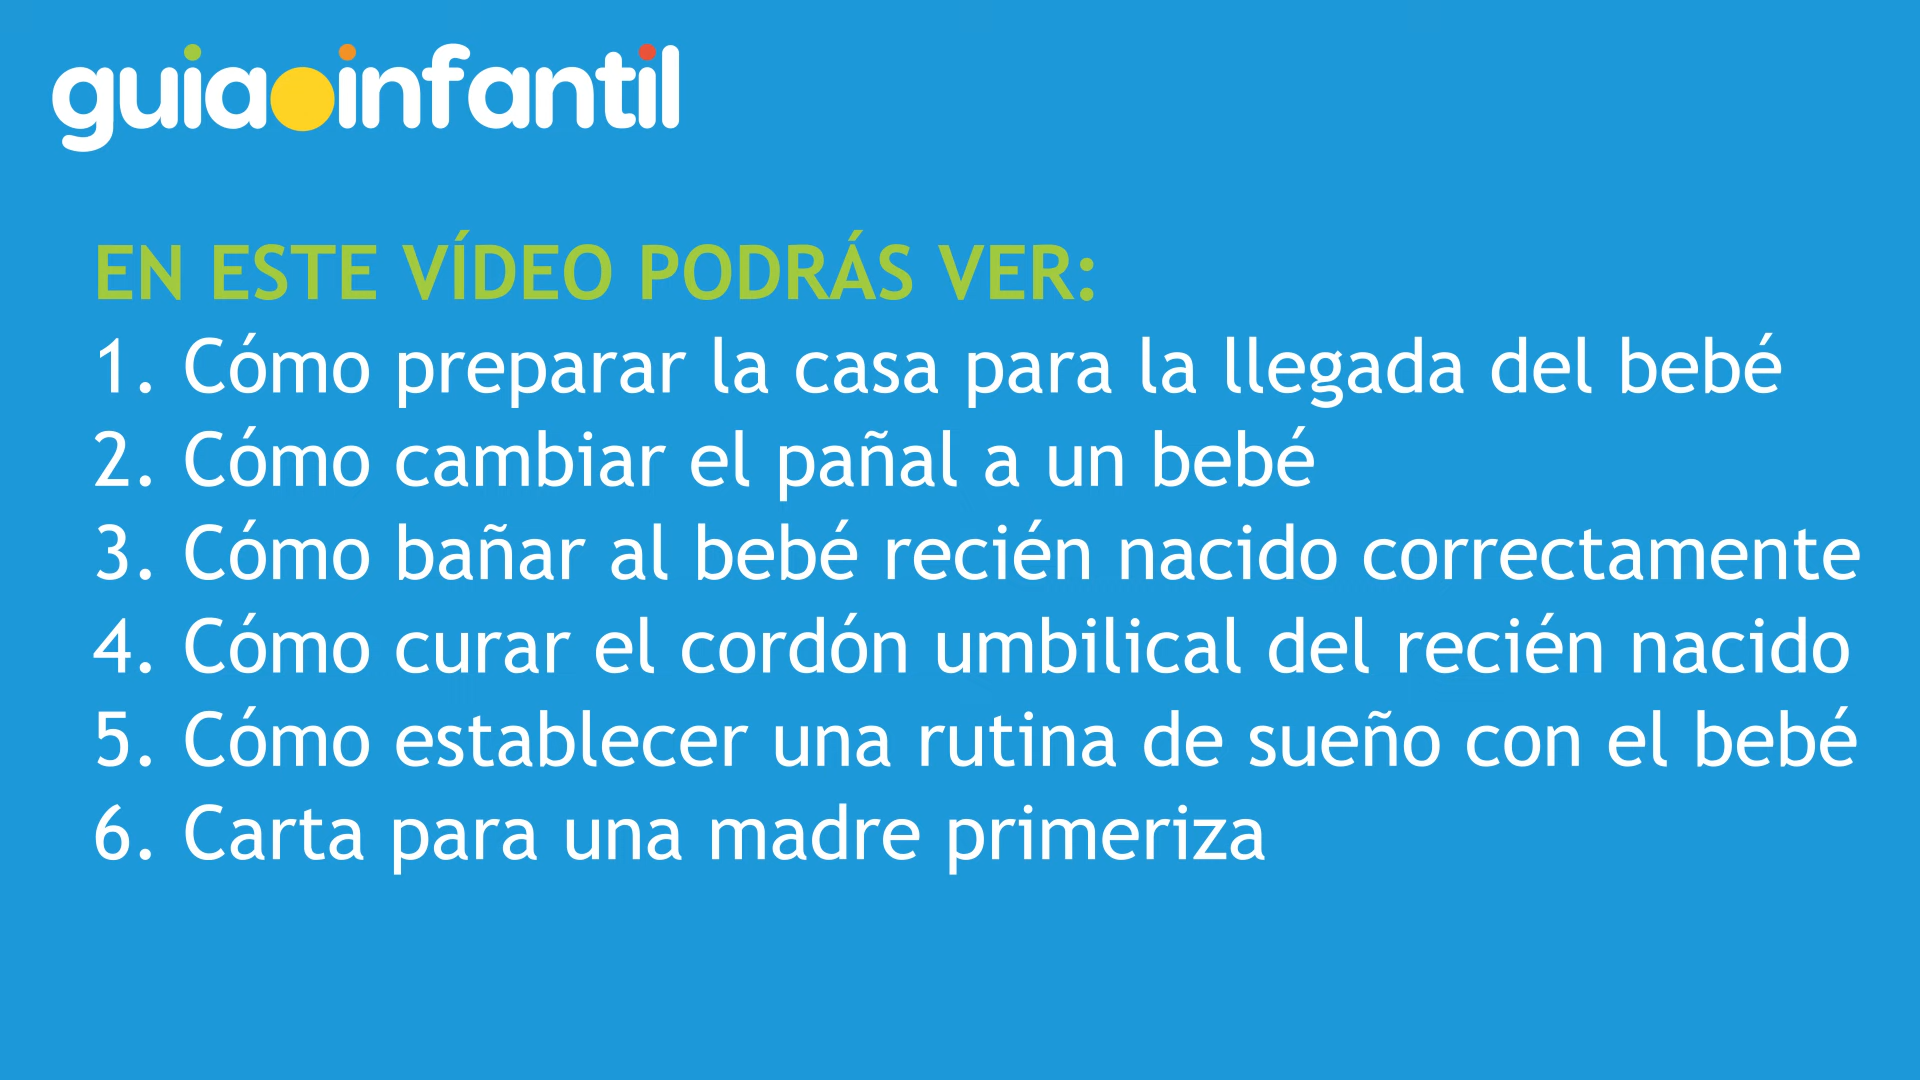 guiainfantil
EN ESTE VÍDEO PODRÁS VER:
1. Cómo preparar la casa para la llegada del bebé
2. Cómo cambiar el pañal a un bebé
3. Cómo bañar al bebé recién nacido correctamente
4. Cómo curar el cordón umbilical del recién nacido
5. Cómo establecer una rutina de sueño con el bebé
6. Carta para una madre primeriza